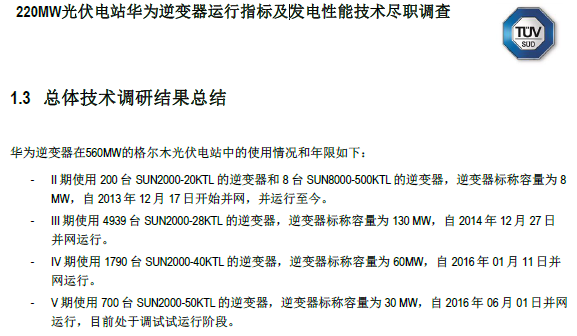 220MW光伏电站华为逆变器运行指标及发电性能技术尽职调查
TÜV
SÜD
1.3 总体技术调研结果总结
华为逆变器在560MW的格尔木光伏电站中的使用情况和年限如下：
- II 期使用 200 台 SUN2000-20KTL 的逆变器和 8 台 SUN8000-500KTL 的逆变器，逆变器标称容量为 8
MW，自 2013 年 12 月 17 日开始并网，并运行至今。
- III 期使用 4939 台 SUN2000-28KTL 的逆变器，逆变器标称容量为 130 MW，自 2014 年 12 月 27 日
并网运行。
- IV 期使用 1790 台 SUN2000-40KTL 的逆变器，逆变器标称容量为 60MW，自 2016 年 01 月 11 日并
网运行。
- V 期使用 700 台 SUN2000-50KTL 的逆变器，逆变器标称容量为 30 MW，自 2016 年 06 月 01 日并网
运行，目前处于调试试运行阶段。